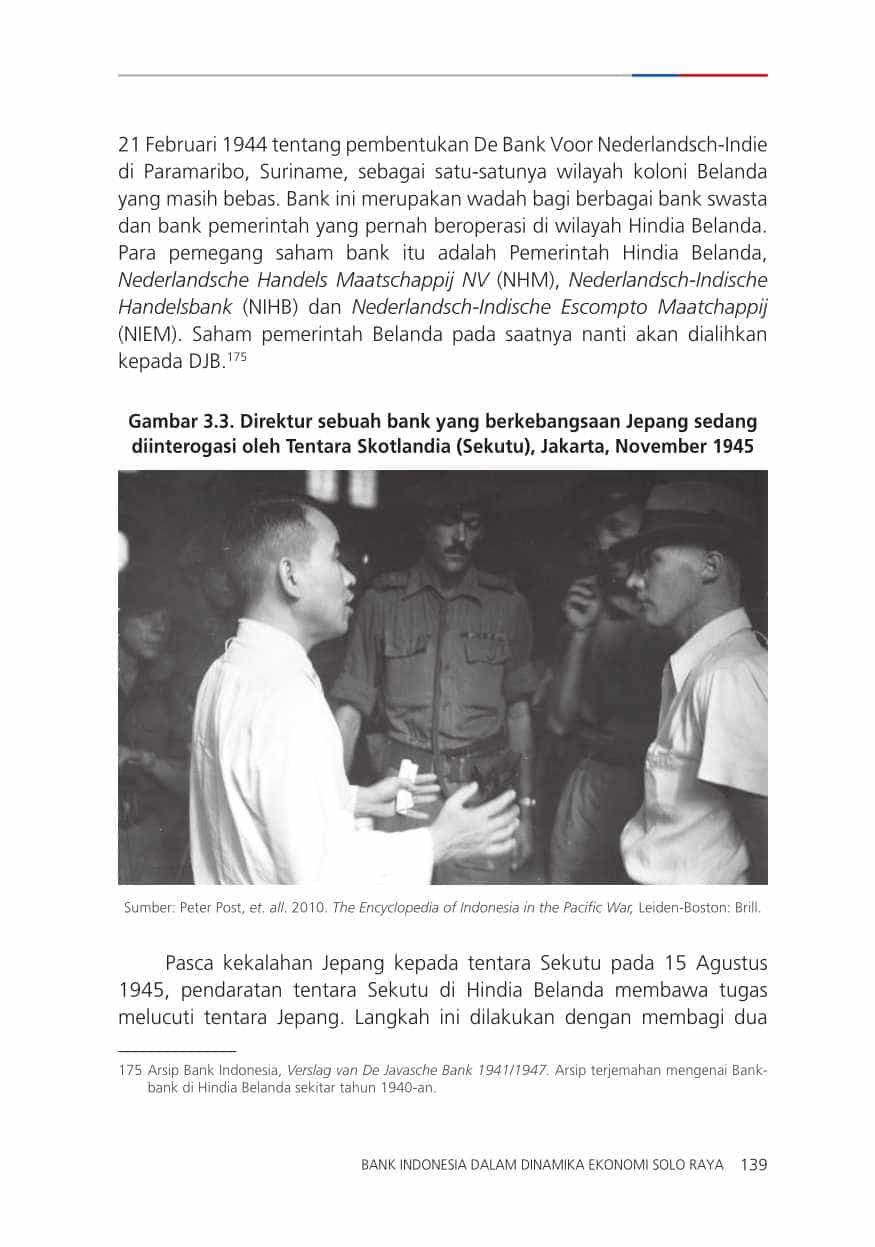 21 Februari 1944 tentang pembentukan De Bank Voor Nederlandsch-Indie
di Paramaribo, Suriname, sebagai satu-satunya wilayah koloni Belanda
yang masih bebas. Bank ini merupakan wadah bagi berbagai bank swasta
dan bank pemerintah yang pernah beroperasi di wilayah Hindia Belanda.
Para pemegang saham bank itu adalah Pemerintah Hindia Belanda,
Nederlandsche Handels Maatschappij NV (NHM), Nederlandsch-Indische
Handelsbank (NIHB) dan Nederlandsch-Indische Escompto Maatchappij
(NIEM). Saham pemerintah Belanda pada saatnya nanti akan dialihkan
kepada DJB.175
Gambar 3.3. Direktur sebuah bank yang berkebangsaan Jepang sedang
diinterogasi oleh Tentara Skotlandia (Sekutu), Jakarta, November 1945
Sumber: Peter Post, et. all. 2010. The Encyclopedia of Indonesia in the Pacific War, Leiden-Boston: Brill.
Pasca kekalahan Jepang kepada tentara Sekutu pada 15 Agustus
1945, pendaratan tentara Sekutu di Hindia Belanda membawa tugas
melucuti tentara Jepang. Langkah ini dilakukan dengan membagi dua
175 Arsip Bank Indonesia, Verslag van De Javasche Bank 1941/1947. Arsip terjemahan mengenai Bank-
bank di Hindia Belanda sekitar tahun 1940-an.
BANK INDONESIA DALAM DINAMIKA EKONOMI SOLO RAYA 139